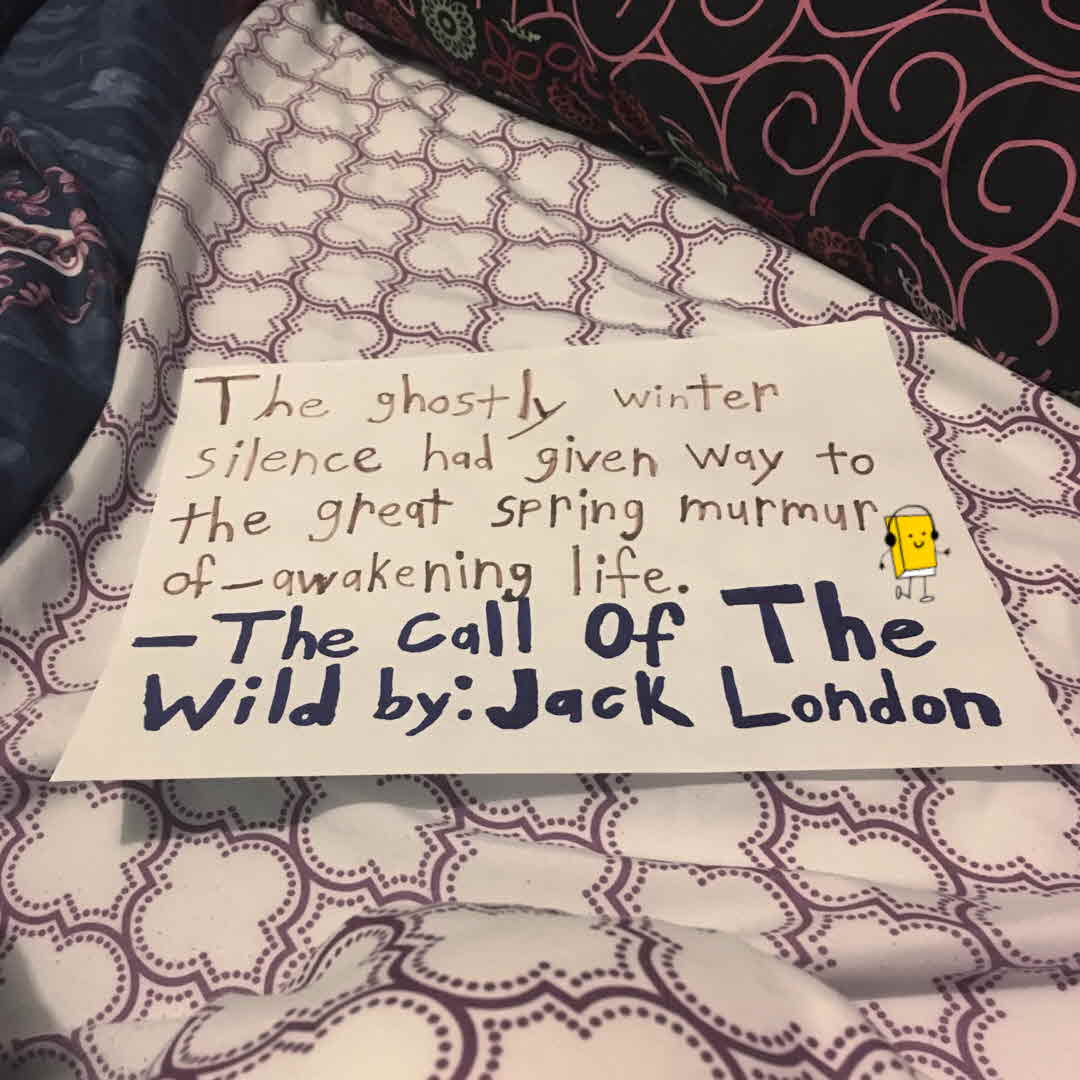 The ghostly winter
silence had given way to
the great spring murmur
of-awakening life.
-The Call Of The
Wild by: Jack London